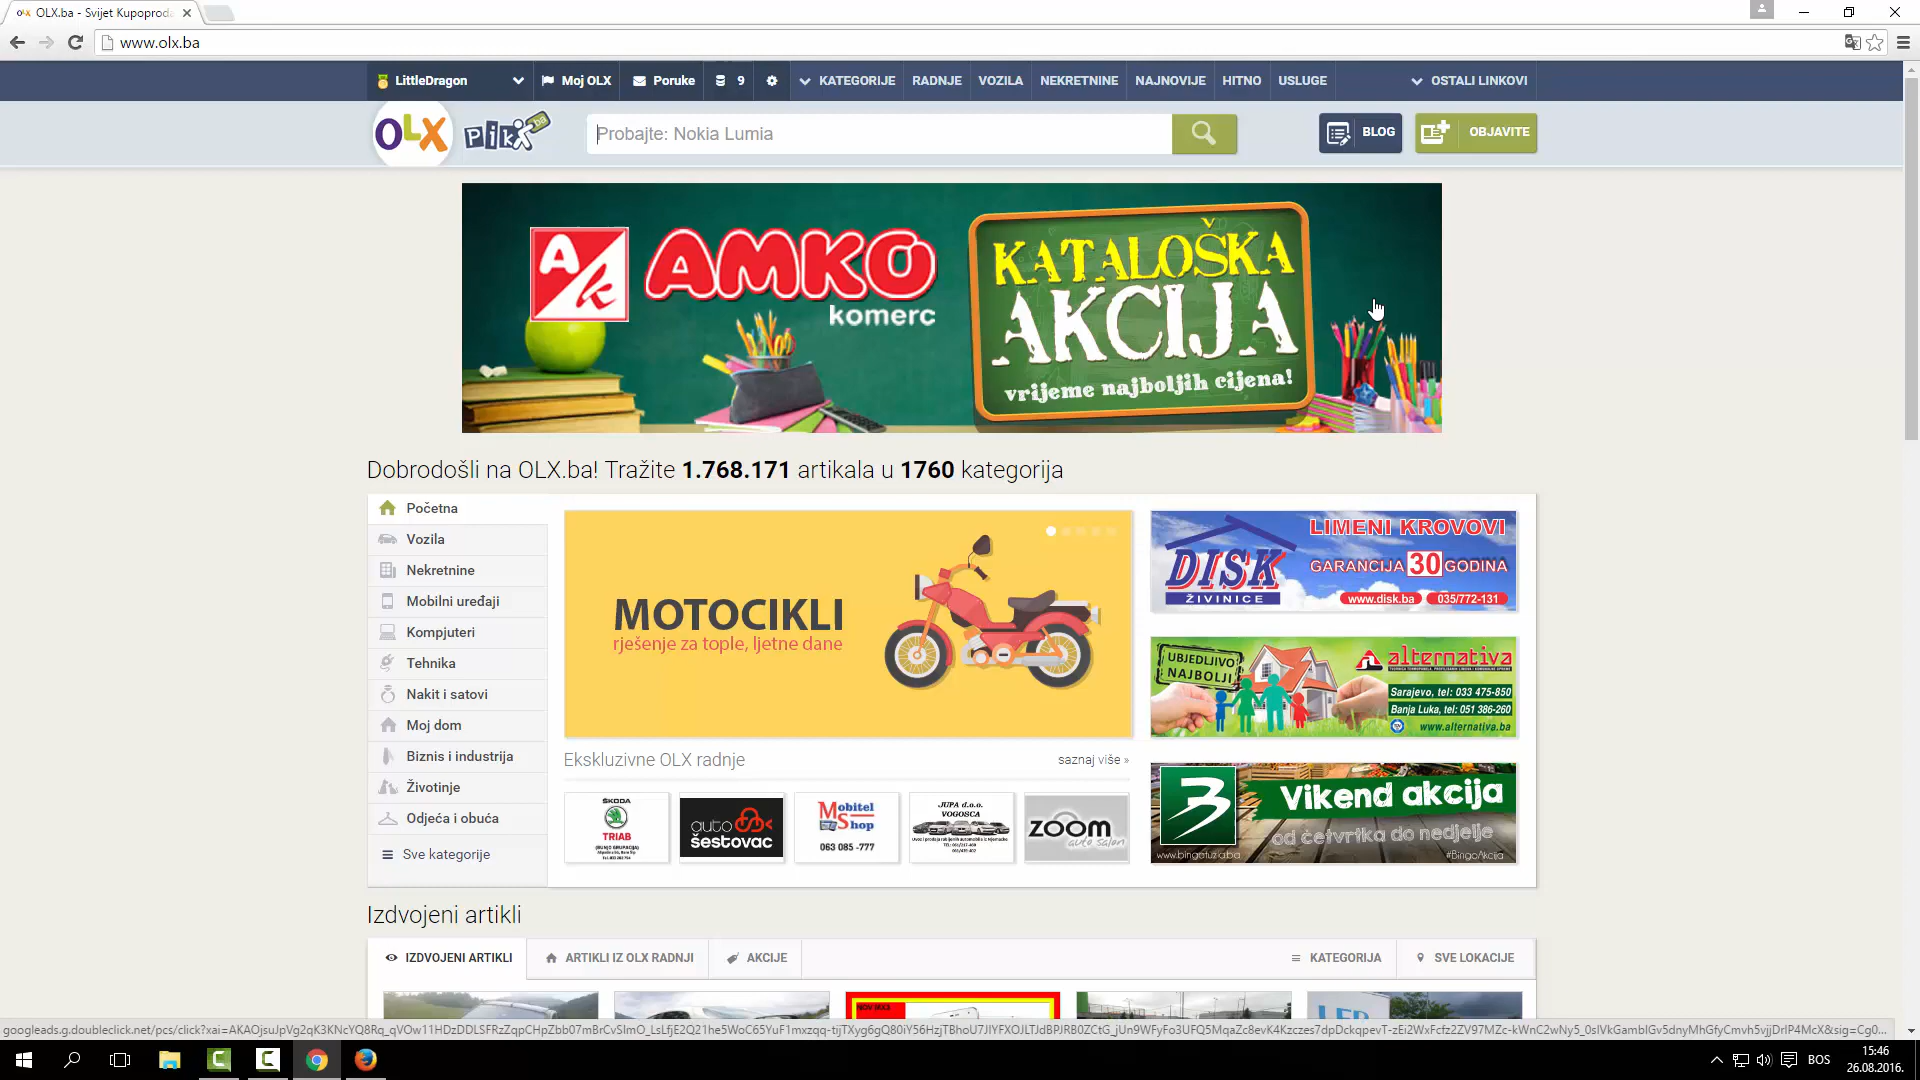 OLX.ba - Svijet Kupoproda
www.olx.ba
LittleDragon
Moj OLX
Poruke
9
KATEGORIJE
RADNJE
VOZILA
NEKRETNINE
NAJNOVIJE
HITNO
USLUGE
OSTALI LINKOVI
OLX
pik.ba
Probajte: Nokia Lumia
BLOG
OBJAVITE
Ak
AMKO
komerc
KATALOŠKA
AKCIJA
vrijeme najboljih cijena!
Dobrodošli na OLX.ba! Tražite 1.768.171 artikala u 1760 kategorija
Početna
Vozila
Nekretnine
Mobilni uređaji
Kompjuteri
Tehnika
Nakit i satovi
Moj dom
Biznis i industrija
Životinje
Odjeća i obuća
Sve kategorije
MOTOCIKLI
rješenje za tople, ljetne dane
LIMENI KROVOVI
DISK
ŽIVINICE
GARANCIJA 30 GODINA
www.disk.ba
035/772-131
UBJEDLJIVO
NAJBOLJI
alternativa
Sarajevo, tel: 033 475-850
Banja Luka, tel: 051 386-260
www.alternativa.ba
Vikend akcija
od četvrtka do nedjelje
www.bingotuzla.ba
#BingoAkcija
Ekskluzivne OLX radnje
saznaj više »
ŠKODA
TRIAB
auto
šestovac
Mobitel
Shop
063 085 -777
JUPA d.o.o.
VOGOSCA
zoom
auto salon
Izdvojeni artikli
IZDVOJENI ARTIKLI
ARTIKLI IZ OLX RADNJI
AKCIJE
KATEGORIJA
SVE LOKACIJE
BOS
15:46
26.08.2016.